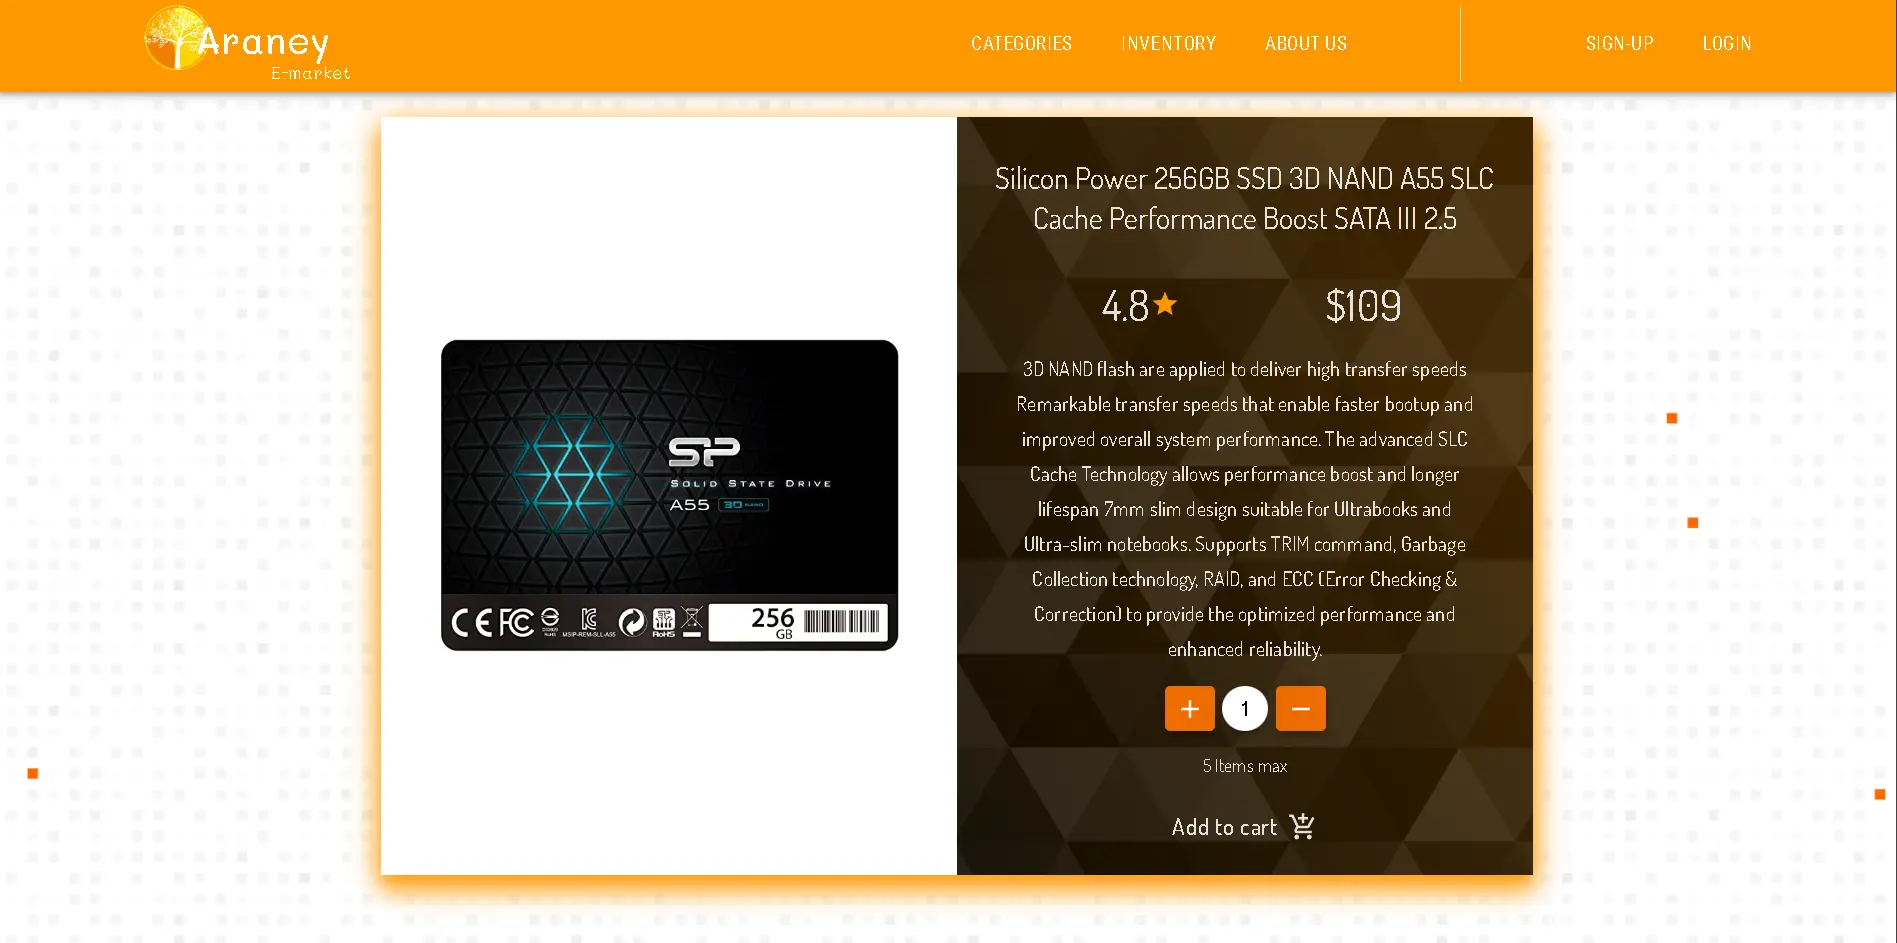 Araney
E-market
CATEGORIES
INVENTORY
ABOUT US
SIGN-UP
LOGIN
SP
SOLID STATE DRIVE
A55 3D NAND
CE FC
MSIP-REM-SLL-A55
RoHS
256
GB
Silicon Power 256GB SSD 3D NAND A55 SLC
Cache Performance Boost SATA III 2.5
4.8
$109
3D NAND flash are applied to deliver high transfer speeds
Remarkable transfer speeds that enable faster bootup and
improved overall system performance. The advanced SLC
Cache Technology allows performance boost and longer
lifespan 7mm slim design suitable for Ultrabooks and
Ultra-slim notebooks. Supports TRIM command, Garbage
Collection technology, RAID, and ECC (Error Checking &
Correction) to provide the optimized performance and
enhanced reliability.
+ 1 −
5 Items max
Add to cart